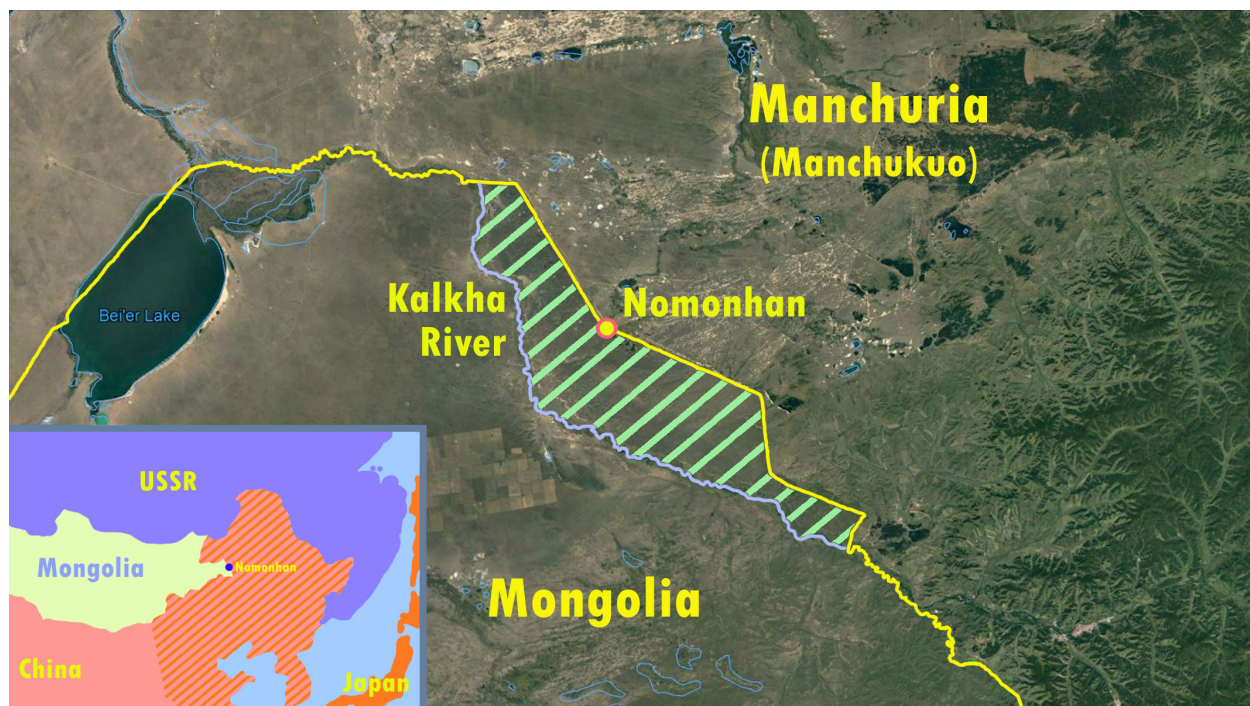 Manchuria
(Manchukuo)
Kalkha
River
Nomonhan
Bei'er Lake
Mongolia
USSR
Mongolia
Nomonhan
China
Japan